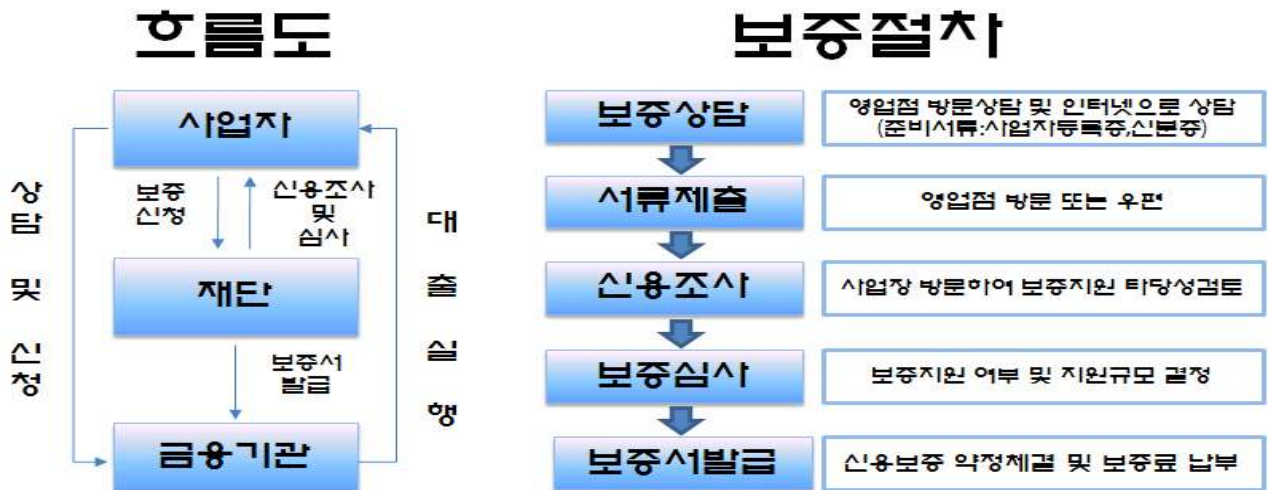 흐름도
사업자
상담 및 신청
보증
신청
신용조사
및
심사
대출실행
재단
보증서
발급
금융기관
보증절차
보증상담
영업점 방문상담 및 인터넷으로 상담
(준비서류:사업자등록증,신분증)
서류제출
영업점 방문 또는 우편
신용조사
사업장 방문하여 보증지원 타당성검토
보증심사
보증지원 여부 및 지원규모 결정
보증서발급
신용보증 약정체결 및 보증료 납부